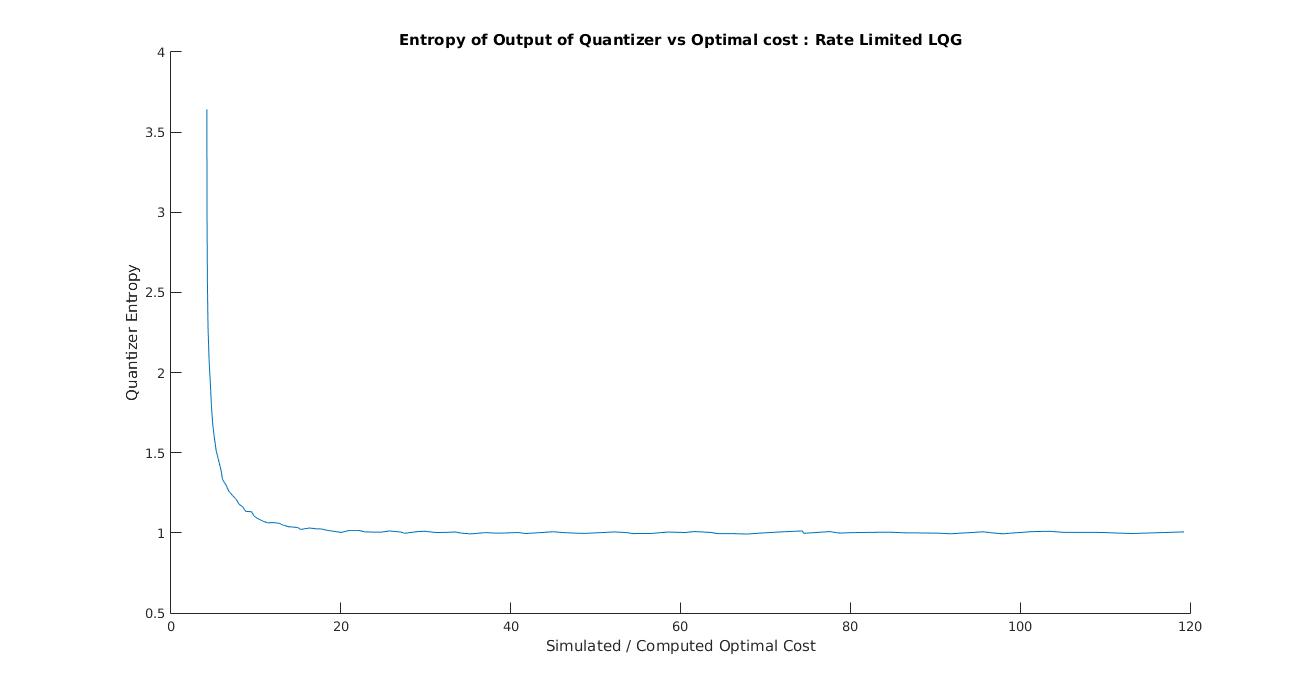 Entropy of Output of Quantizer vs Optimal cost : Rate Limited LQG
4
3.5
3
2.5
2
1.5
1
0.5
Quantizer Entropy
0 20 40 60 80 100 120
Simulated / Computed Optimal Cost